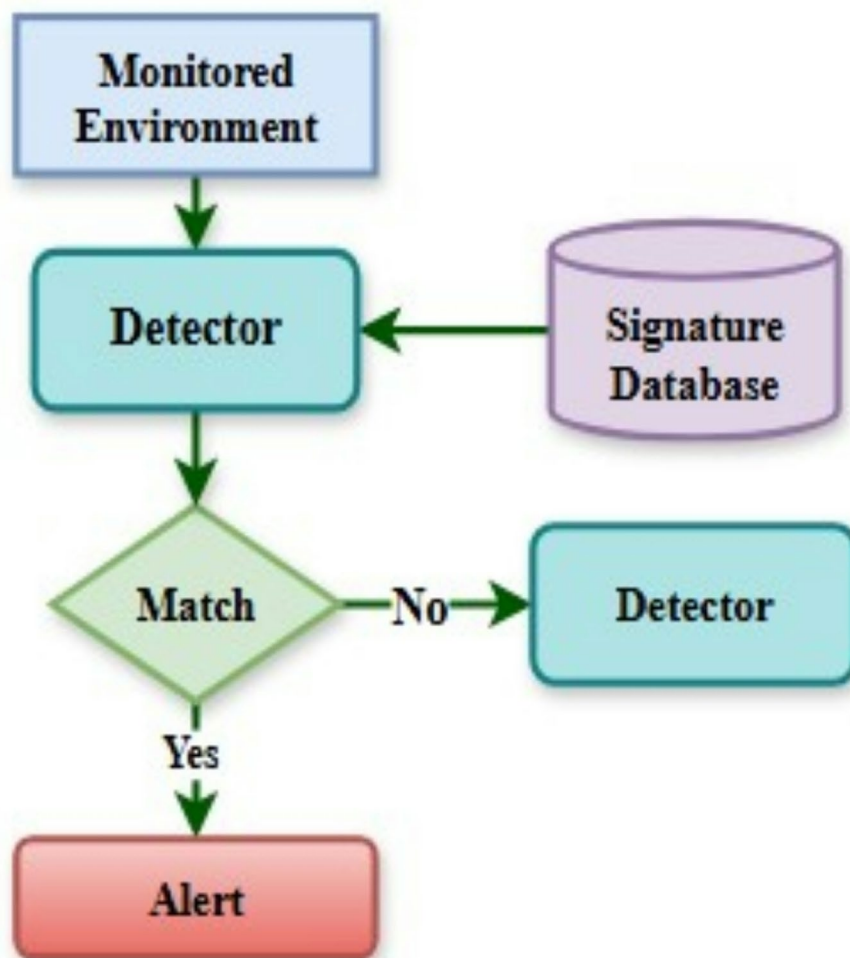 Monitored
Environment
Detector
Signature
Database
Match
No
Detector
Yes
Alert